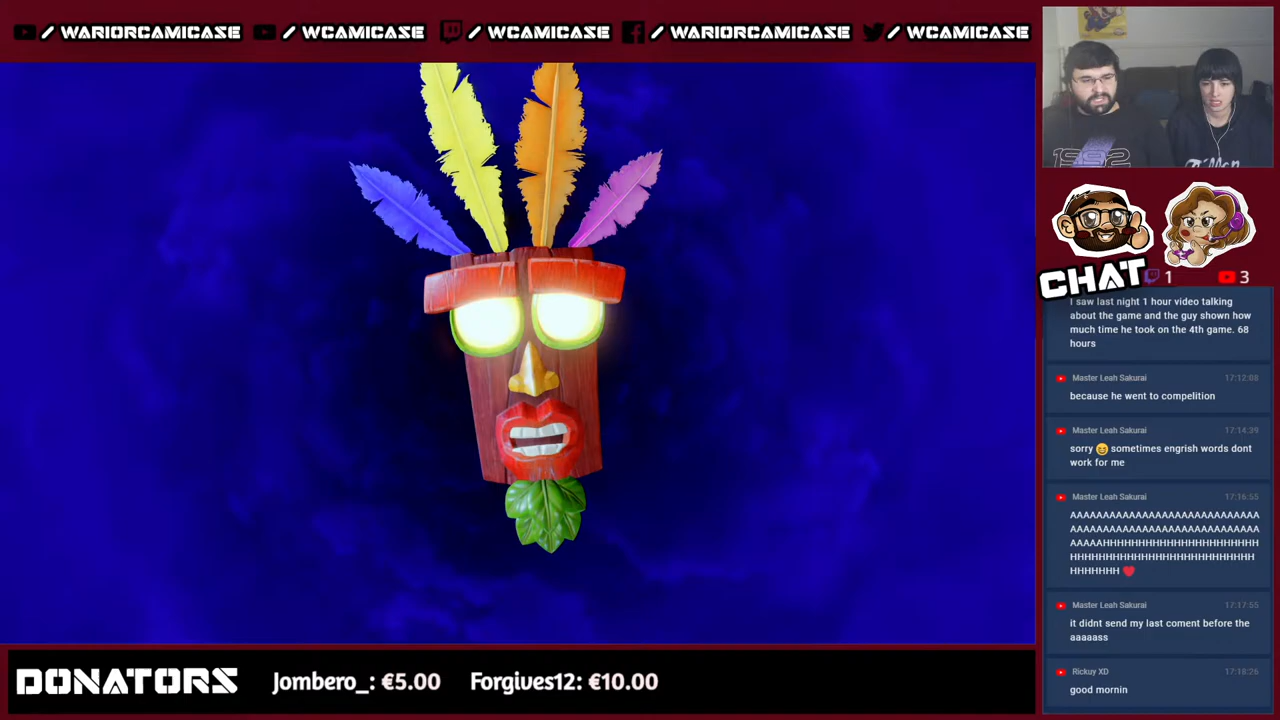 / WARIORCAMICASE / WCAMICASE / WCAMICASE / WARIORCAMICASE / WCAMICASE
1992
CHAT 1 3
I saw last night 1 hour video talking
about the game and the guy shown how
much time he took on the 4th game. 68
hours
Master Leah Sakurai 17:12:08
because he went to compelition
Master Leah Sakurai 17:14:39
sorry 😆 sometimes engrish words dont
work for me
Master Leah Sakurai 17:16:55
AAAAAAAAAAAAAAAAAAAAAAAAAAAAA
AAAAAAAAAAAAAAAAAAAAAAAAAAAAA
AAAAAHHHHHHHHHHHHHHHHHHHHHHH
HHHHHHHHHHHHHHHHHHHHHHHHHHH
HHHHHHH ❤️
Master Leah Sakurai 17:17:55
it didnt send my last coment before the
aaaaass
Rickuy XD 17:18:26
good mornin
DONATORS Jombero_: €5.00 Forgives12: €10.00